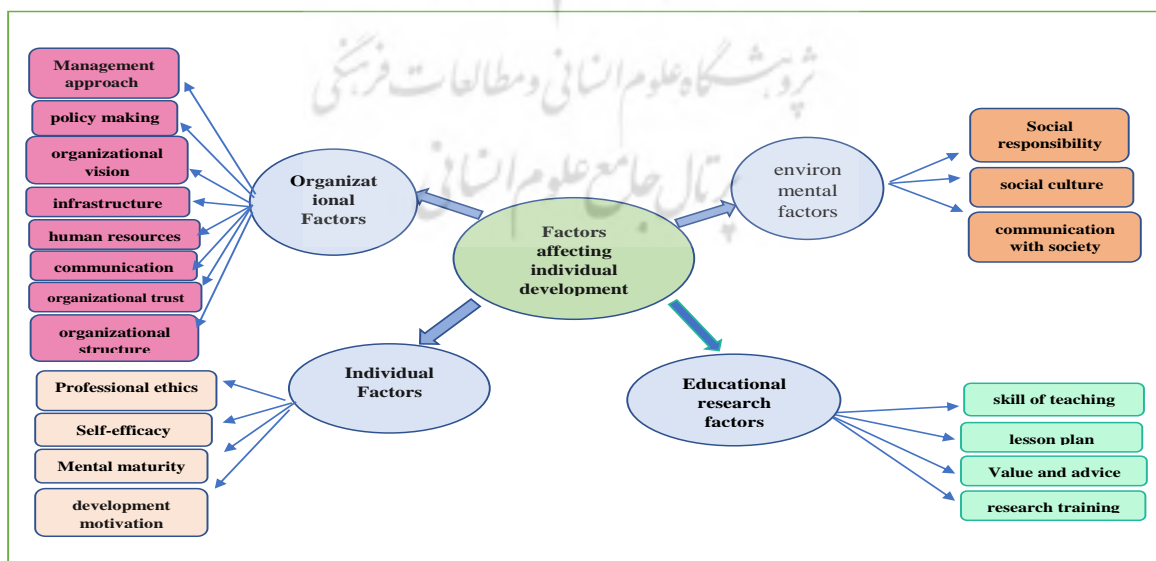 پژوهشگاه علوم انسانی و مطالعات فرهنگی
پرتال جامع علوم انسانی
Management
approach
policy making
organizational
vision
infrastructure
human resources
communication
organizational trust
organizational
structure
Organizat
ional
Factors
Factors
affecting
individual
development
environ
mental
factors
Social
responsibility
social culture
communication
with society
Individual
Factors
Professional ethics
Self-efficacy
Mental maturity
development
motivation
Educational
research
factors
skill of teaching
lesson plan
Value and advice
research training